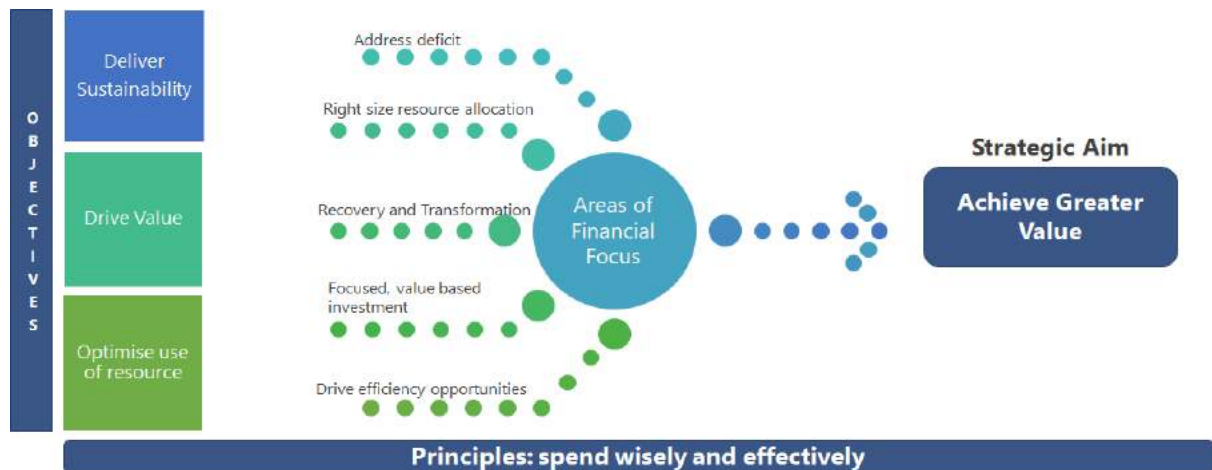 OBJECTIVES
Deliver
Sustainability
Drive Value
Optimise use
of resource
Address deficit
Right size resource allocation
Recovery and Transformation
Focused, value based
investment
Drive efficiency opportunities
Areas of
Financial
Focus
Strategic Aim
Achieve Greater
Value
Principles: spend wisely and effectively